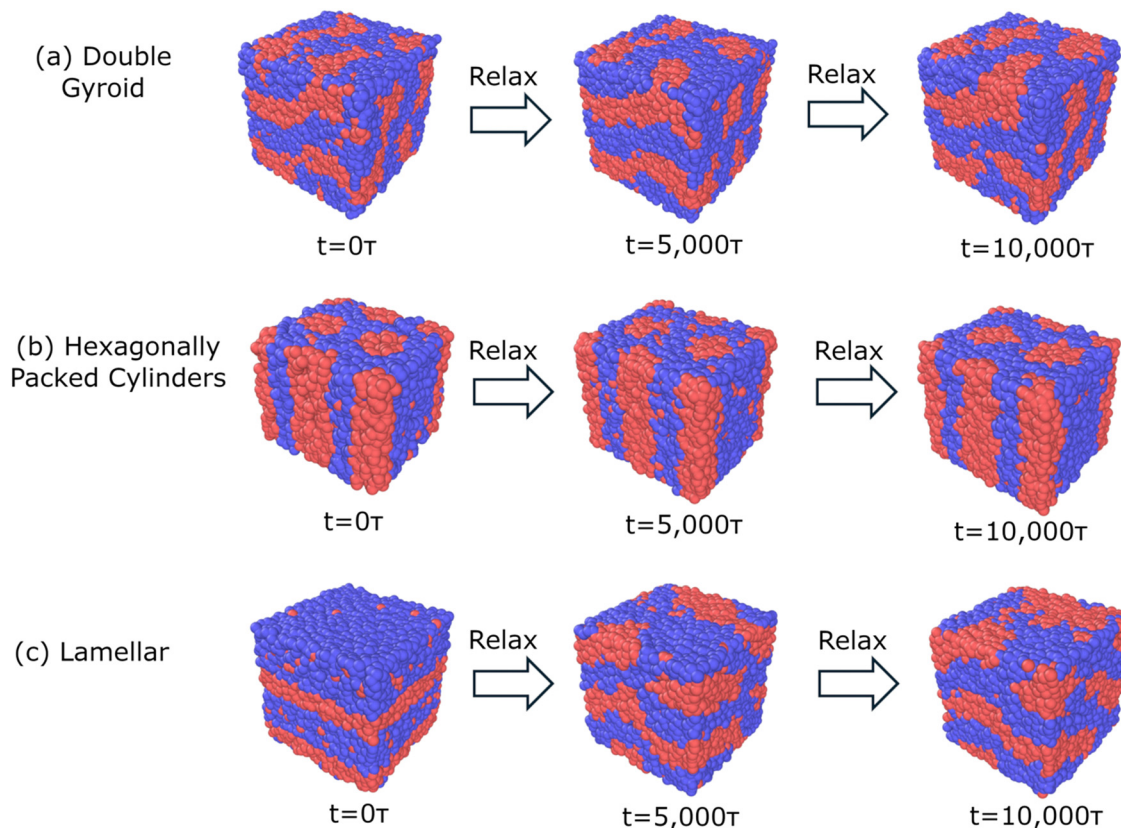 (a) Double
Gyroid
Relax
Relax
t=0τ
t=5,000τ
t=10,000τ
(b) Hexagonally
Packed Cylinders
Relax
Relax
t=0τ
t=5,000τ
t=10,000τ
(c) Lamellar
Relax
Relax
t=0τ
t=5,000τ
t=10,000τ